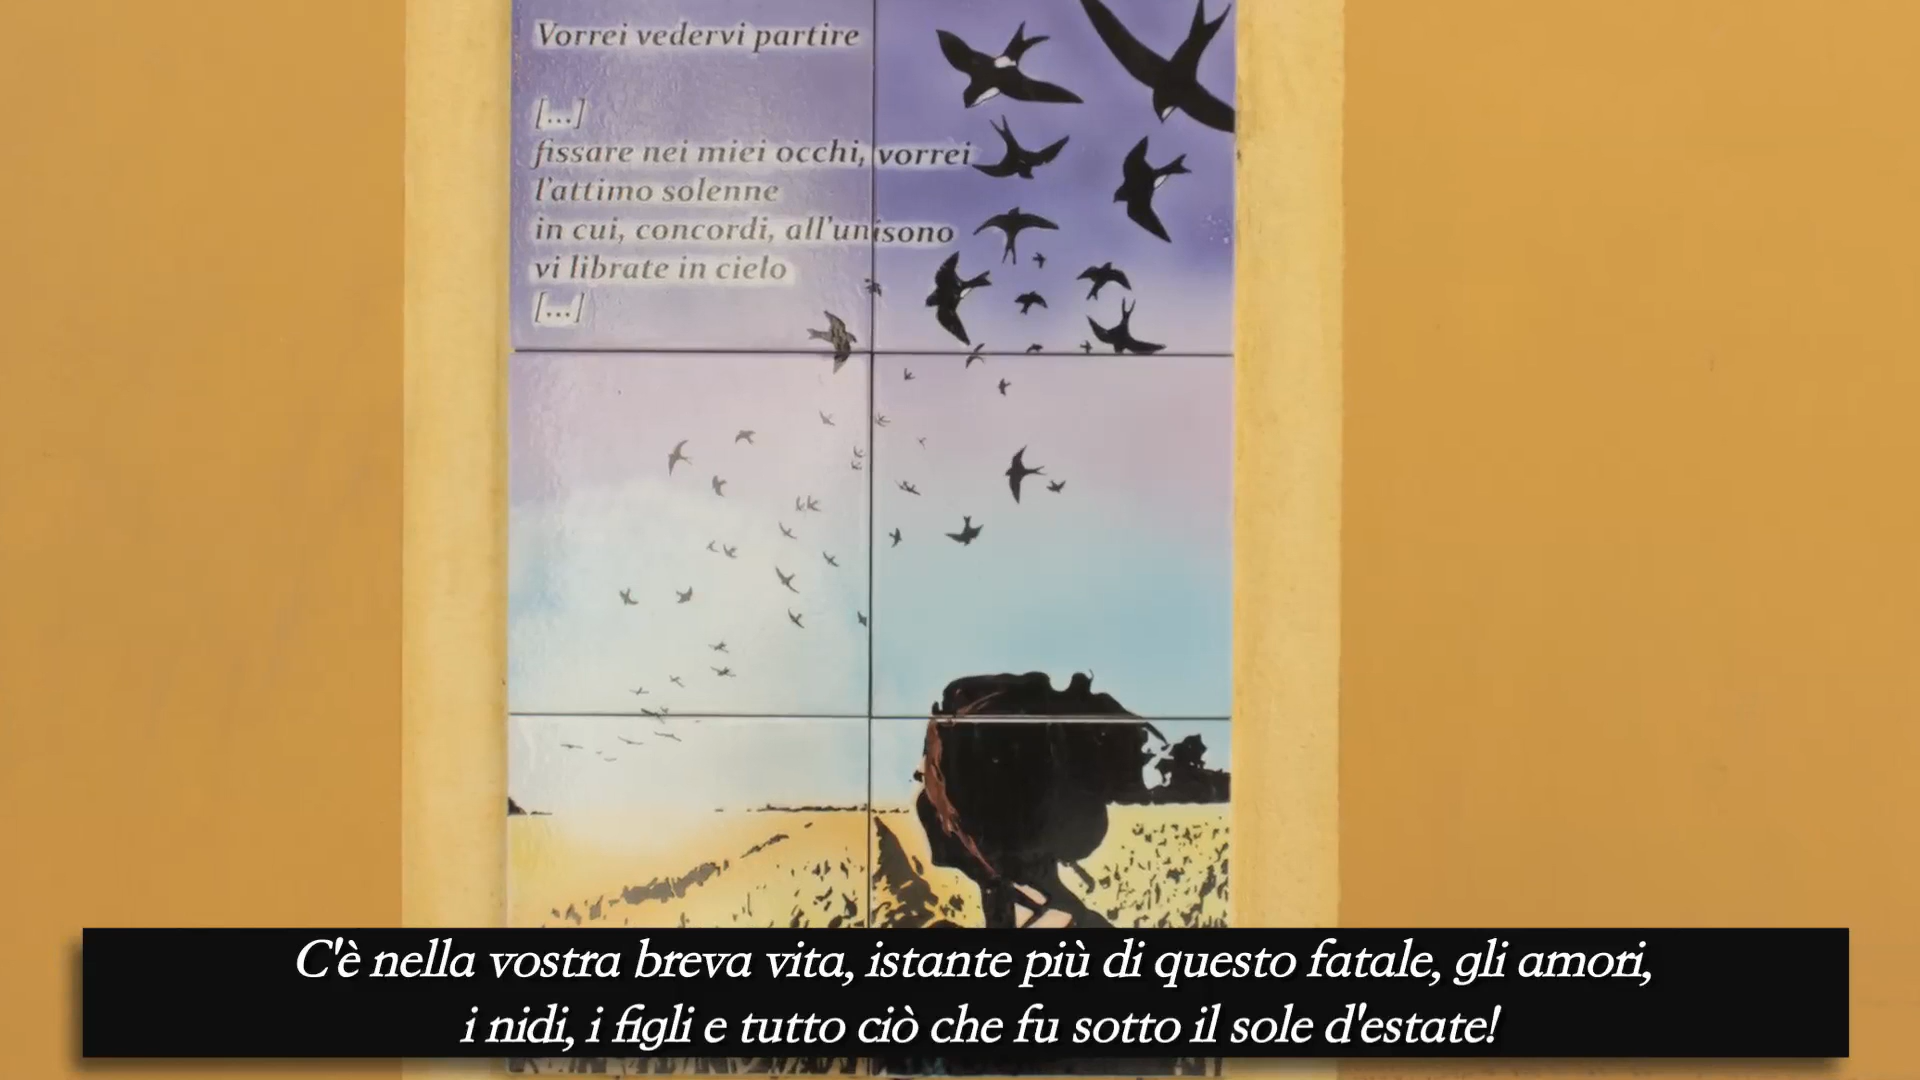 Vorrei vedervi partire
[...]
fissare nei miei occhi, vorrei
l'attimo solenne
in cui, concordi, all'unisono
vi librate in cielo
[...]
C'è nella vostra breva vita, istante più di questo fatale, gli amori,
i nidi, i figli e tutto ciò che fu sotto il sole d'estate!